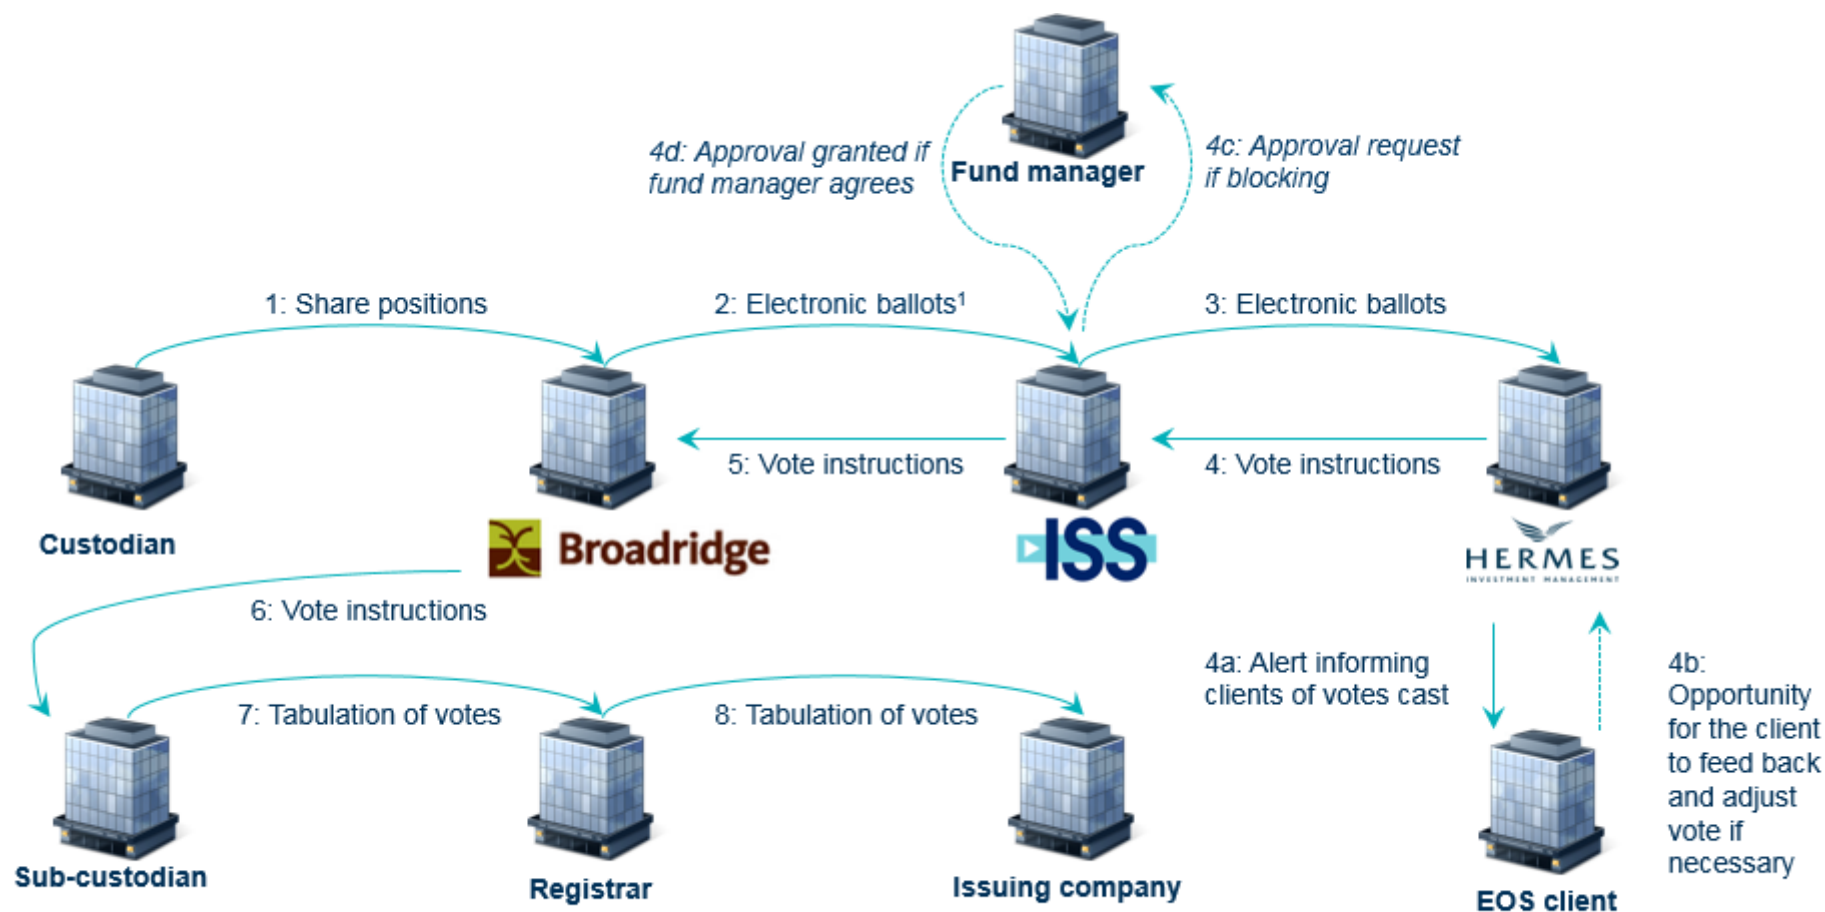 4d: Approval granted if
fund manager agrees
Fund manager
4c: Approval request
if blocking
1: Share positions
2: Electronic ballots¹
3: Electronic ballots
5: Vote instructions
4: Vote instructions
Custodian
Broadridge
ISS
HERMES
INVESTMENT MANAGEMENT
6: Vote instructions
4a: Alert informing
clients of votes cast
4b:
Opportunity
for the client
to feed back
and adjust
vote if
necessary
7: Tabulation of votes
8: Tabulation of votes
Sub-custodian
Registrar
Issuing company
EOS client